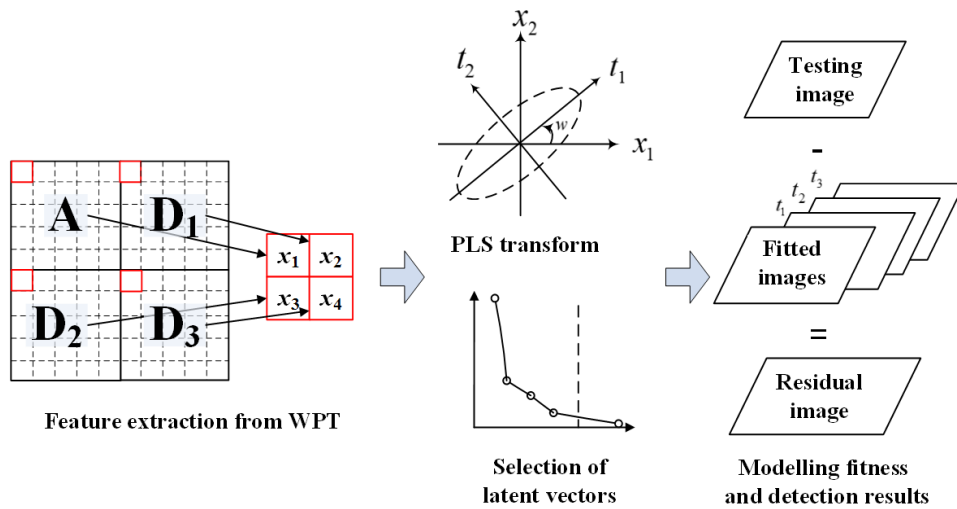 A
D1
D2
D3
x1
x2
x3
x4
Feature extraction from WPT
x2
t2
t1
w
x1
PLS transform
Selection of
latent vectors
Testing
image
-
t1
t2
t3
Fitted
images
=
Residual
image
Modelling fitness
and detection results